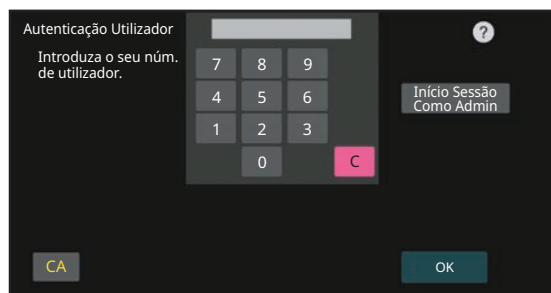 Autenticação Utilizador
?
Introduza o seu núm.
de utilizador.
7 8 9
4 5 6
Início Sessão
Como Admin
1 2 3
0 C
CA
OK